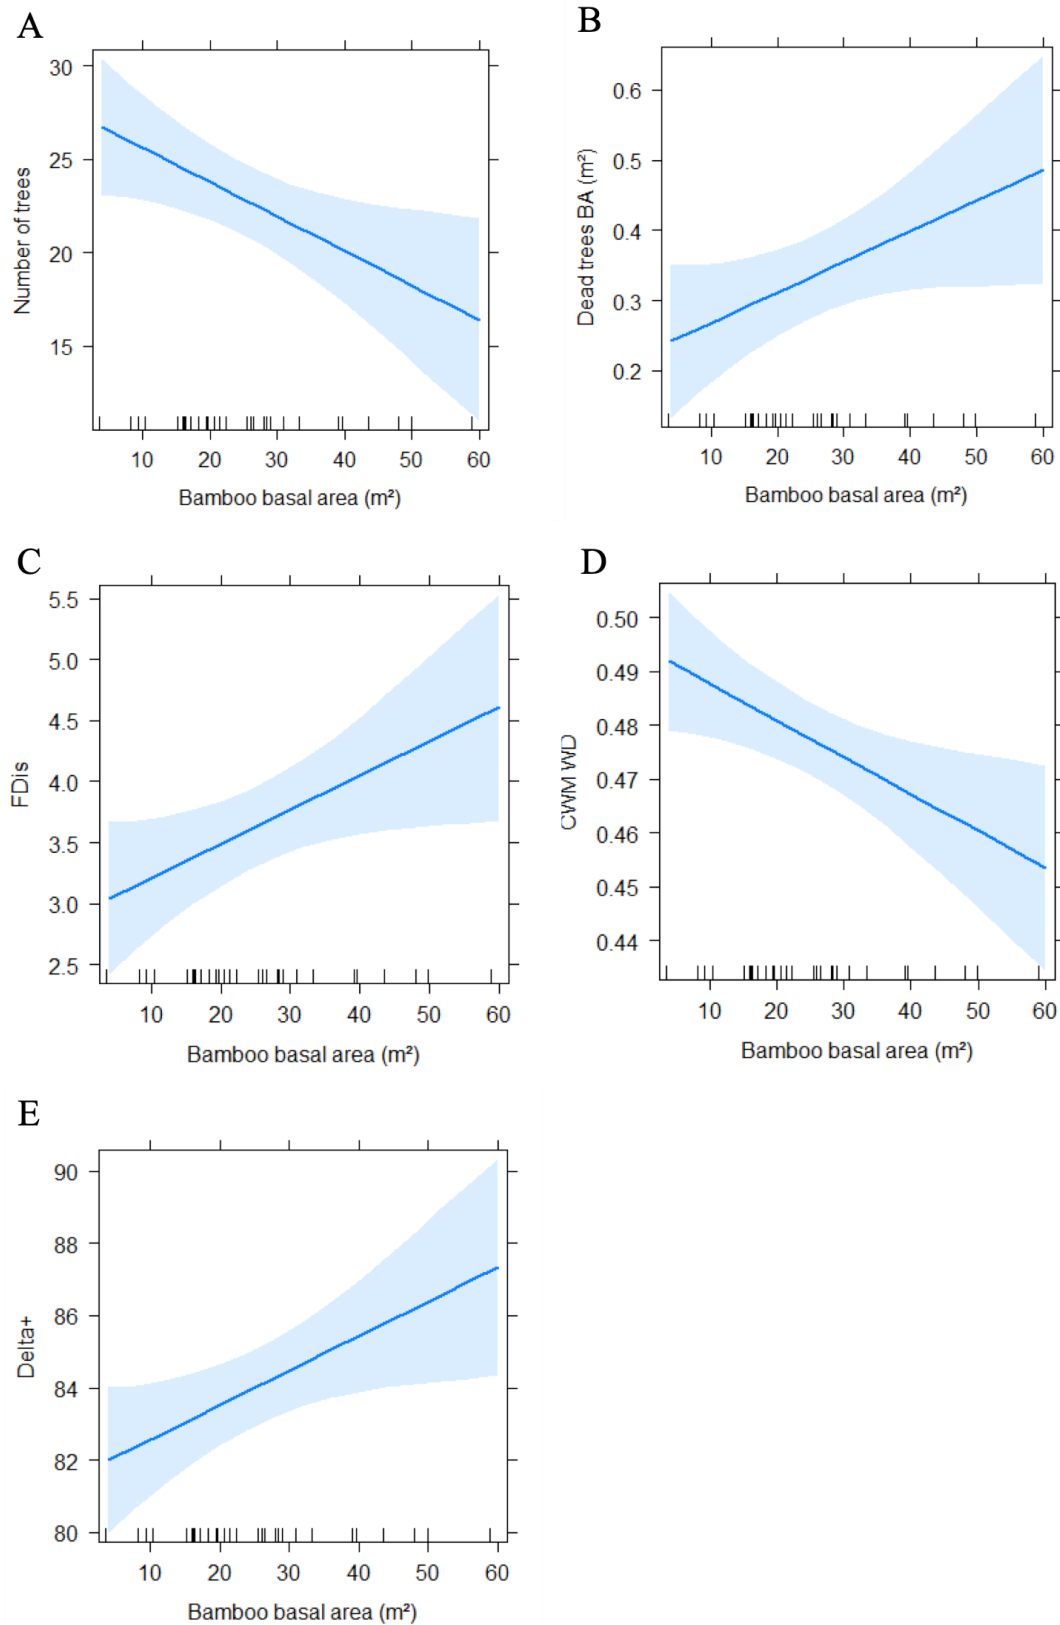 A
Number of trees
30
25
20
15
10 20 30 40 50 60
Bamboo basal area (m²)
B
Dead trees BA (m²)
0.6
0.5
0.4
0.3
0.2
10 20 30 40 50 60
Bamboo basal area (m²)
C
FDis
5.5
5.0
4.5
4.0
3.5
3.0
2.5
10 20 30 40 50 60
Bamboo basal area (m²)
D
CWM WD
0.50
0.49
0.48
0.47
0.46
0.45
0.44
10 20 30 40 50 60
Bamboo basal area (m²)
E
Delta+
90
88
86
84
82
80
10 20 30 40 50 60
Bamboo basal area (m²)